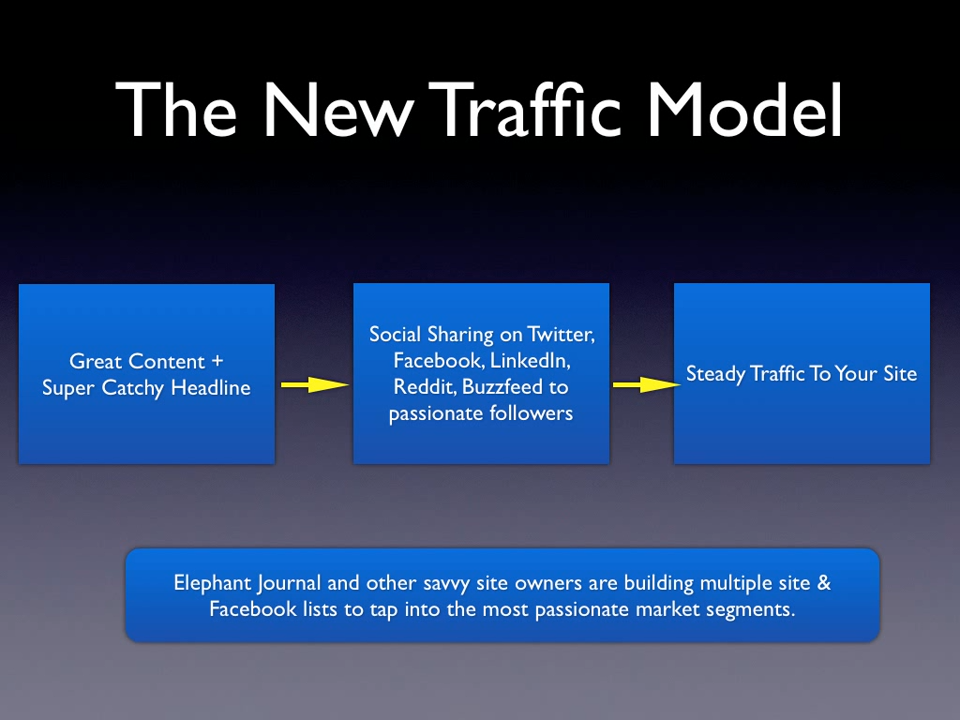 The New Traffic Model
Great Content +
Super Catchy Headline
Social Sharing on Twitter,
Facebook, LinkedIn,
Reddit, Buzzfeed to
passionate followers
Steady Traffic To Your Site
Elephant Journal and other savvy site owners are building multiple site &
Facebook lists to tap into the most passionate market segments.